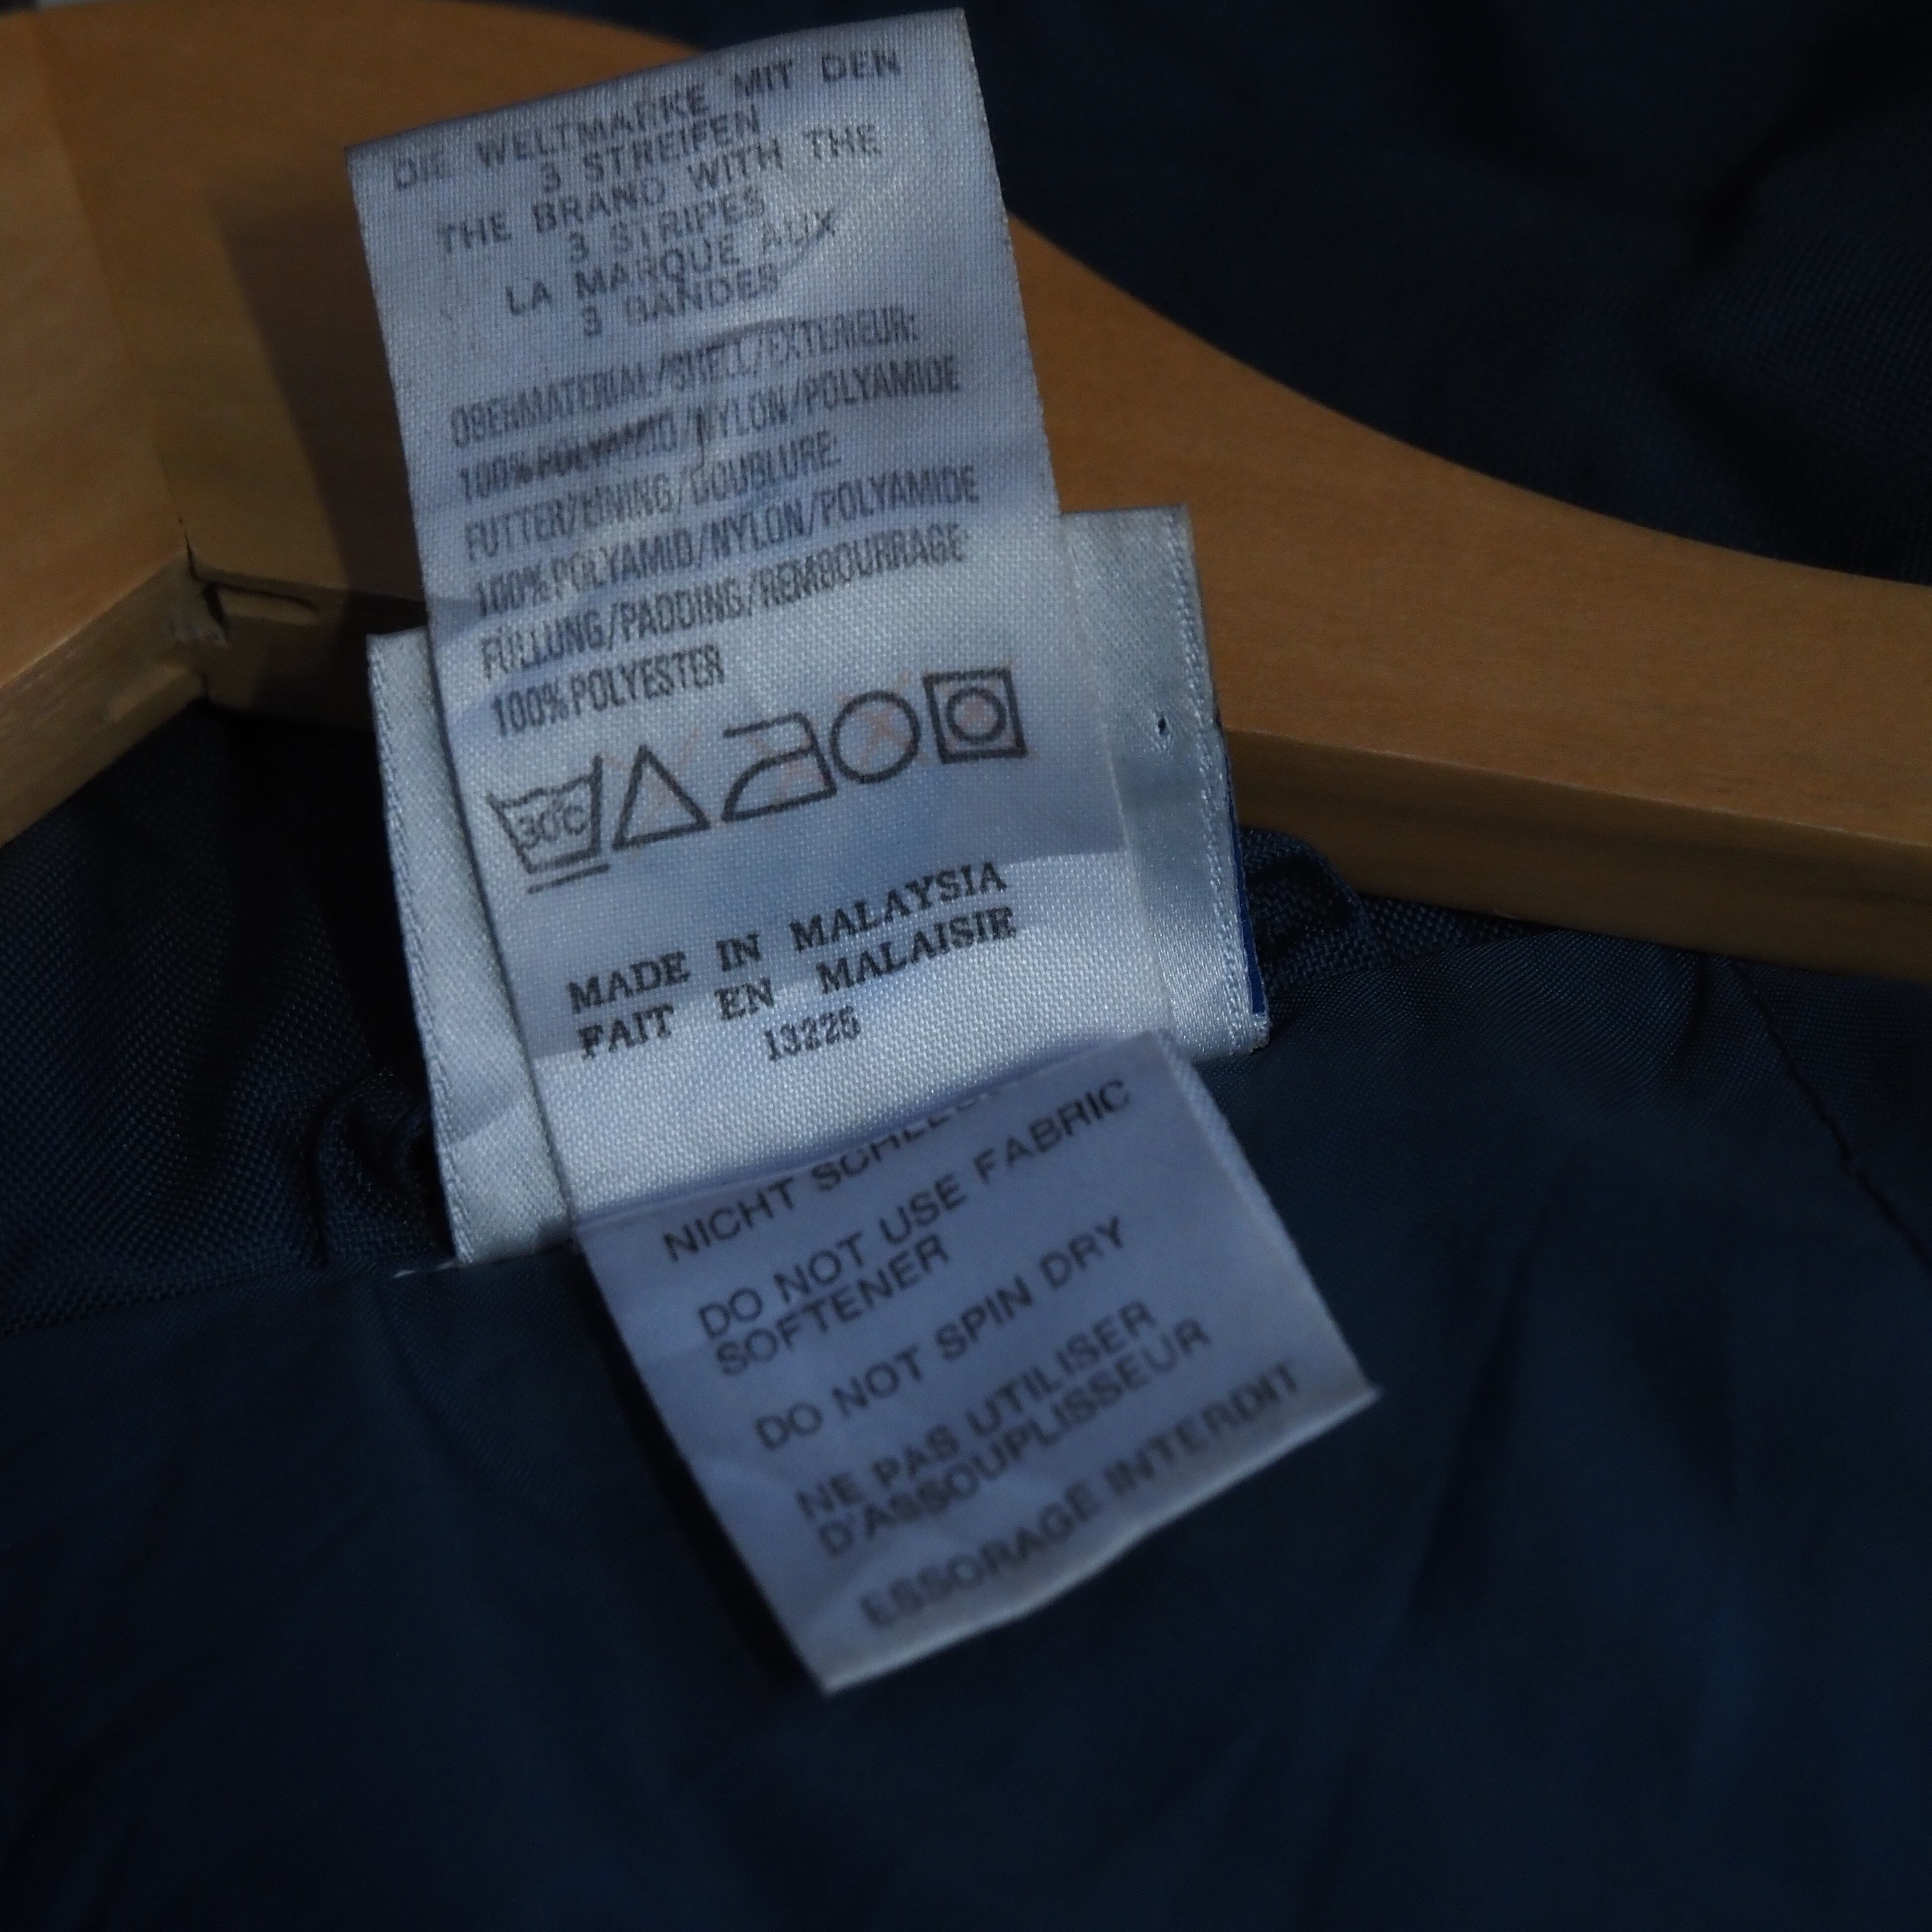 DIE WELTMARKE MIT DEN
3 STREIFEN
THE BRAND WITH THE
3 STRIPES
LA MARQUE AUX
3 BANDES
OBERMATERIAL/SHELL/EXTERIEUR:
100% POLYAMID/NYLON/POLYAMIDE
FUTTER/LINING/DOUBLURE
100% POLYAMID/NYLON/POLYAMIDE
FÜLLUNG/PADDING/REMBOURRAGE
100% POLYESTER
30°C
MADE IN MALAYSIA
FAIT EN MALAISIE
13225
NICHT
DO NOT USE FABRIC
SOFTENER
DO NOT SPIN DRY
NE PAS UTILISER
D'ASSOUPLISSEUR
ESSORAGE INTERDIT